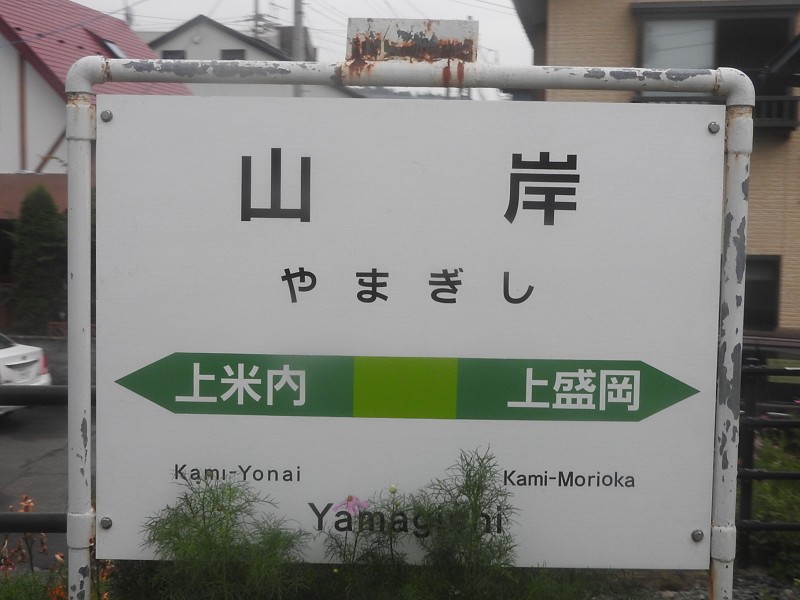 山岸
やまぎし
上米内 上盛岡
Kami-Yonai Kami-Morioka
Yamagishi